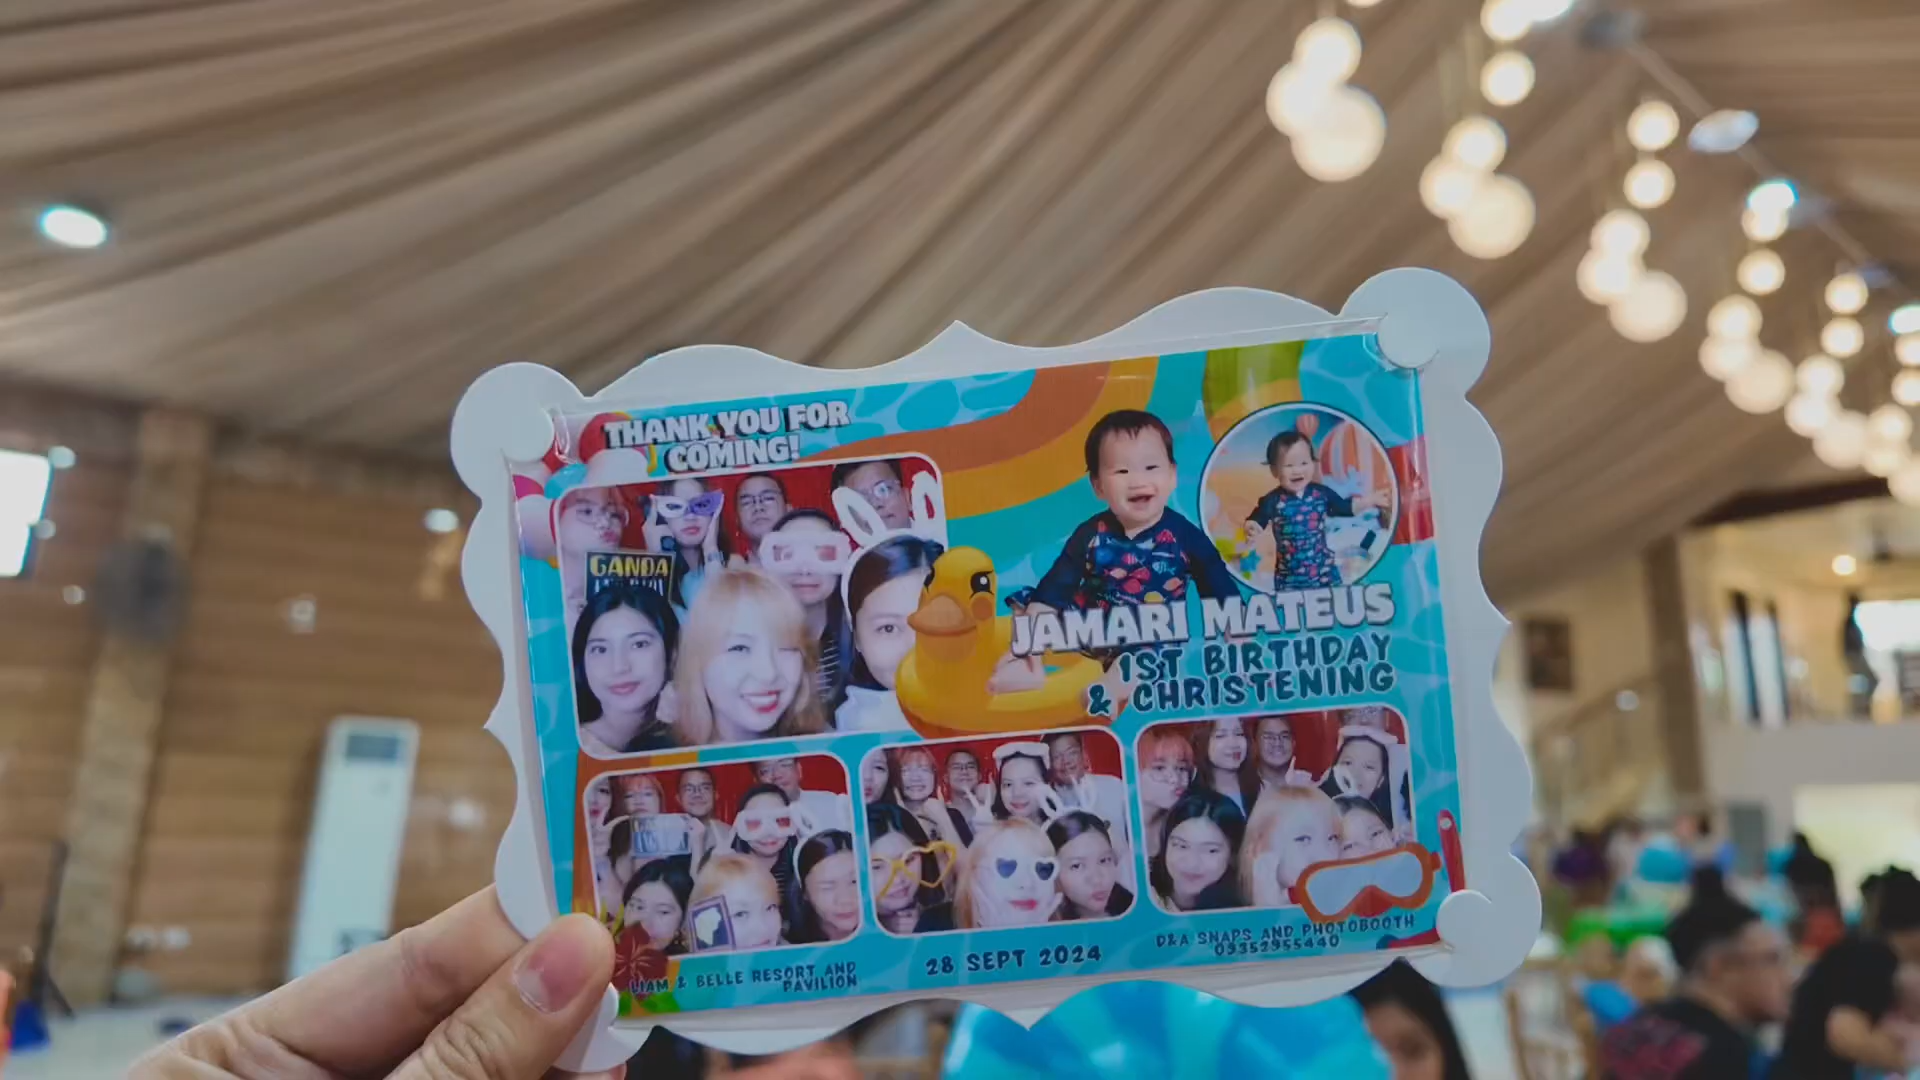 THANK YOU FOR
COMING!
GANDA
JAMARI MATEUS
1ST BIRTHDAY
& CHRISTENING
LIAM & BELLE RESORT AND
PAVILION
28 SEPT 2024
D&A SNAPS AND PHOTOBOOTH
09352955440